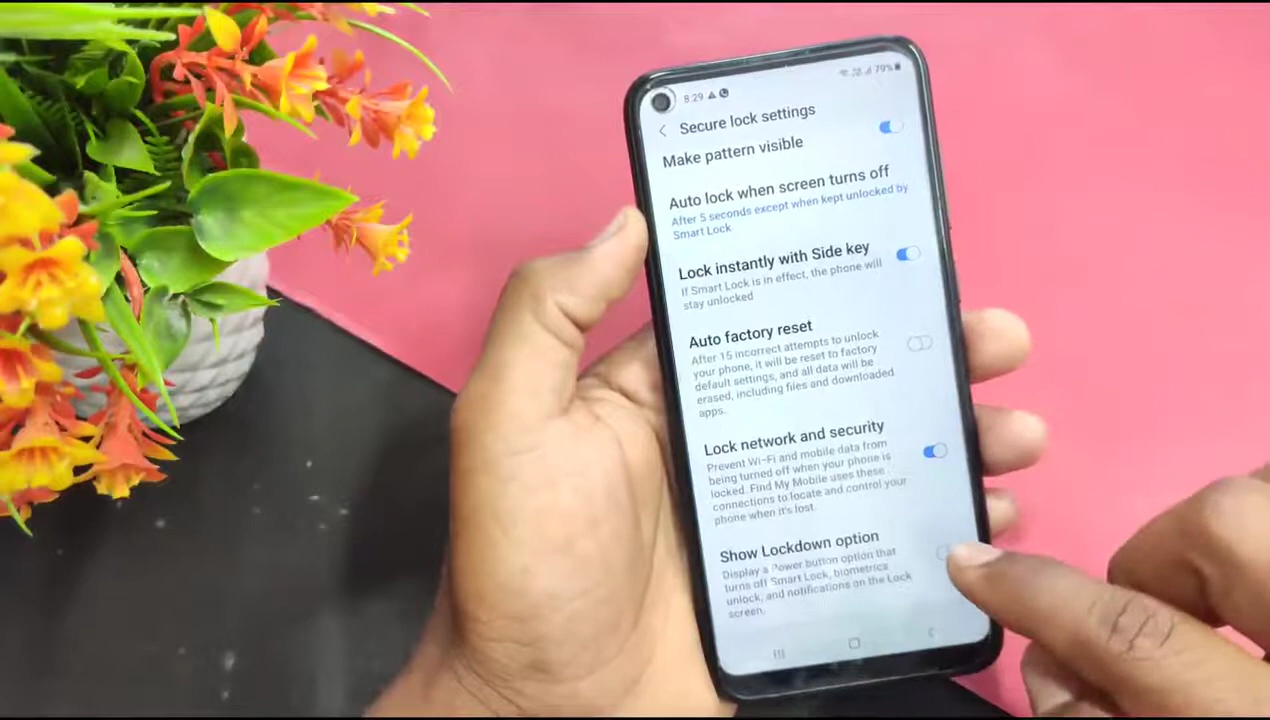 8:29
79%
Secure lock settings
Make pattern visible
Auto lock when screen turns off
After 5 seconds except when kept unlocked by
Smart Lock
Lock instantly with Side key
If Smart Lock is in effect, the phone will
stay unlocked
Auto factory reset
After 15 incorrect attempts to unlock
your phone, it will be reset to factory
default settings, and all data will be
erased, including files and downloaded
apps.
Lock network and security
Prevent Wi-Fi and mobile data from
being turned off when your phone is
locked. Find My Mobile uses these
connections to locate and control your
phone when it's lost.
Show Lockdown option
Display a Power button option that
turns off Smart Lock, biometrics
unlock, and notifications on the Lock
screen.